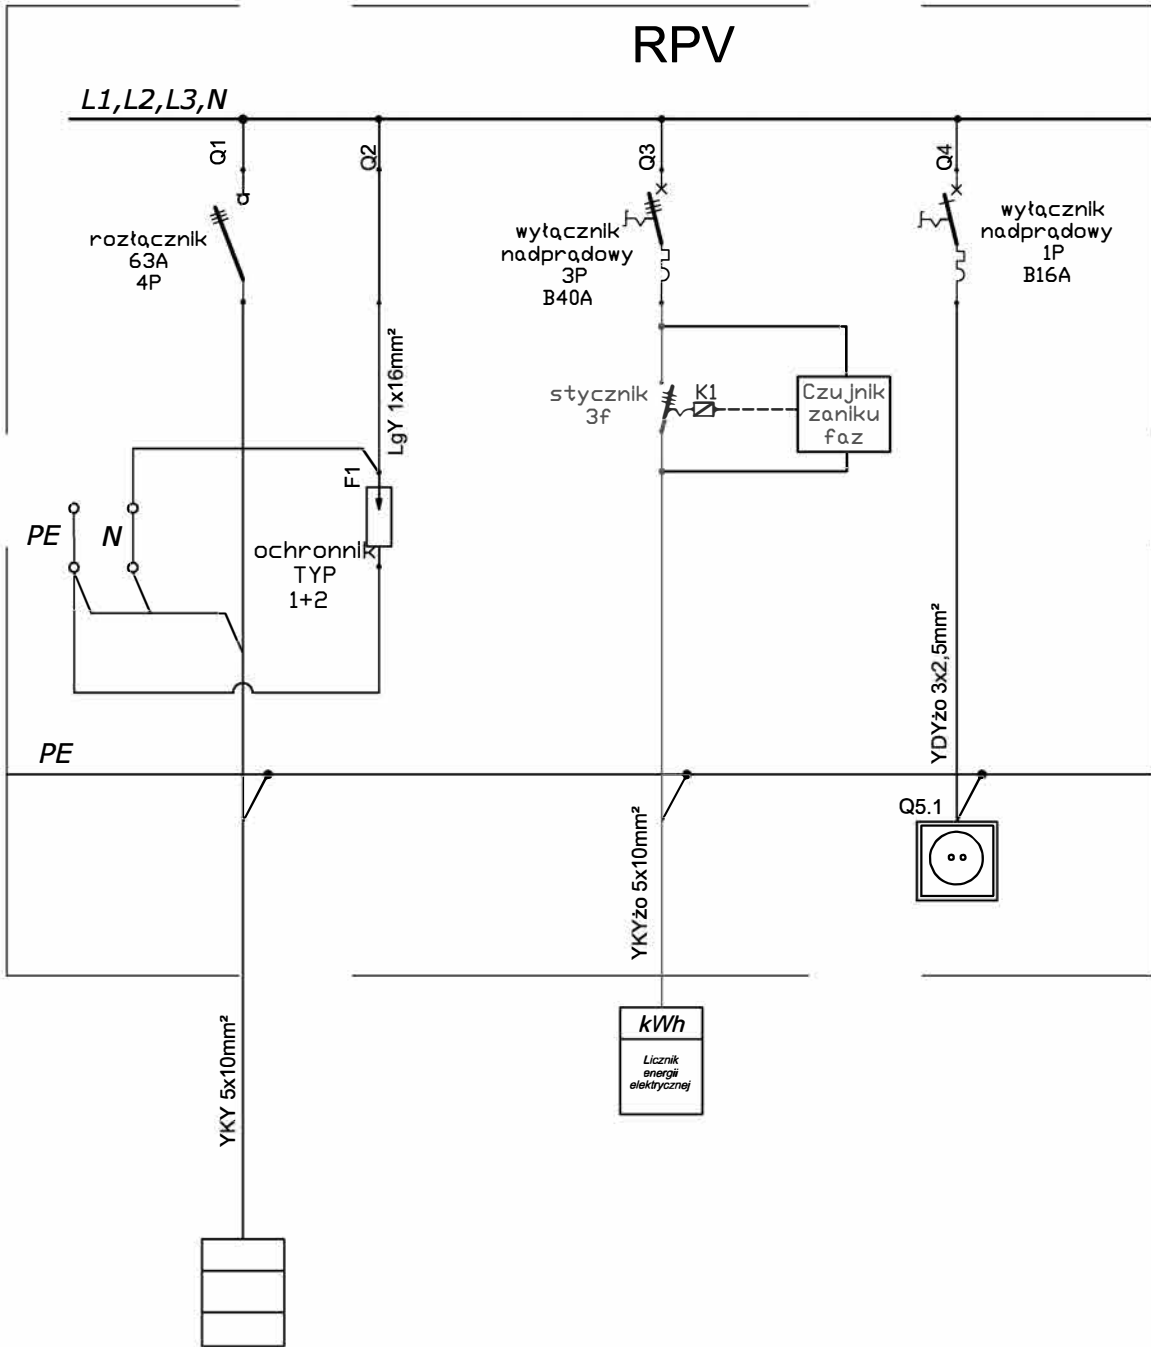 RPV
L1,L2,L3,N
Q1
Q2
Q3
Q4
rozłącznik
63A
4P
wyłącznik
nadprądowy
3P
B40A
wyłącznik
nadprądowy
1P
B16A
LgY 1x16mm²
stycznik
3f
K1
Czujnik
zaniku
faz
F1
PE
N
ochronnik
TYP
1+2
YDYżo 3x2,5mm²
PE
Q5.1
YKYżo 5x10mm²
kWh
Licznik
energii
elektrycznej
YKY 5x10mm²